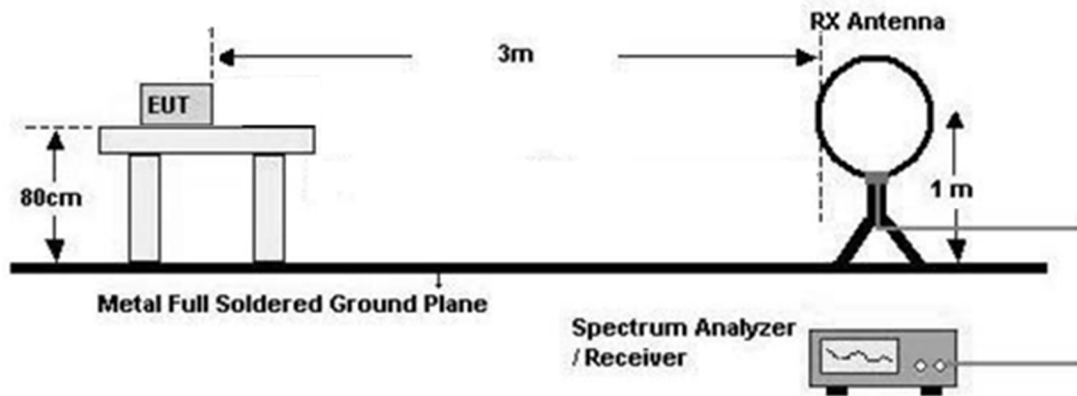 RX Antenna
3m
EUT
80cm
1 m
Metal Full Soldered Ground Plane
Spectrum Analyzer
/ Receiver